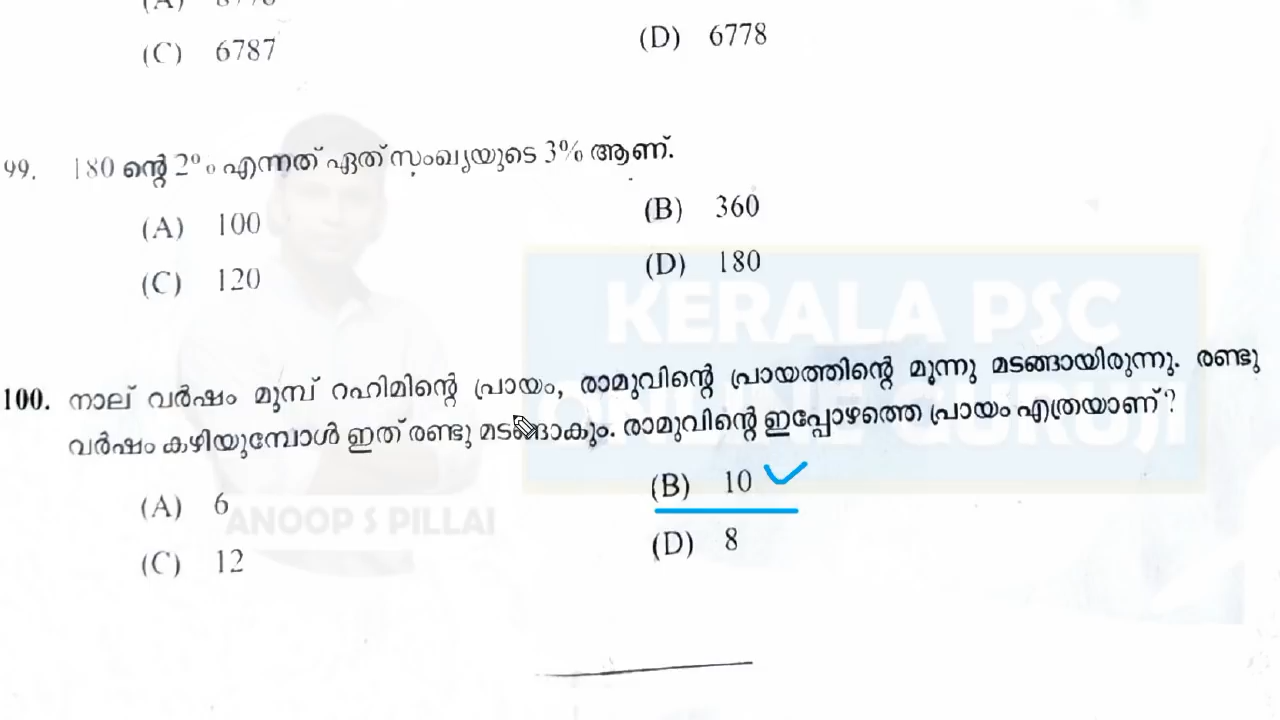 (C) 6787
(D) 6778
99. 180 ന്റെ 2% എന്നത് ഏത് സംഖ്യയുടെ 3% ആണ്.
(A) 100
(B) 360
(C) 120
(D) 180
KERALA PSC
ONLINE GURUJI
100. നാല് വർഷം മുമ്പ് റഹിമിന്റെ പ്രായം, രാമുവിന്റെ പ്രായത്തിന്റെ മൂന്നു മടങ്ങായിരുന്നു. രണ്ടു
വർഷം കഴിയുമ്പോൾ ഇത് രണ്ടു മടങ്ങാകും. രാമുവിന്റെ ഇപ്പോഴത്തെ പ്രായം എത്രയാണ് ?
(A) 6
(B) 10
ANOOP S PILLAI
(C) 12
(D) 8